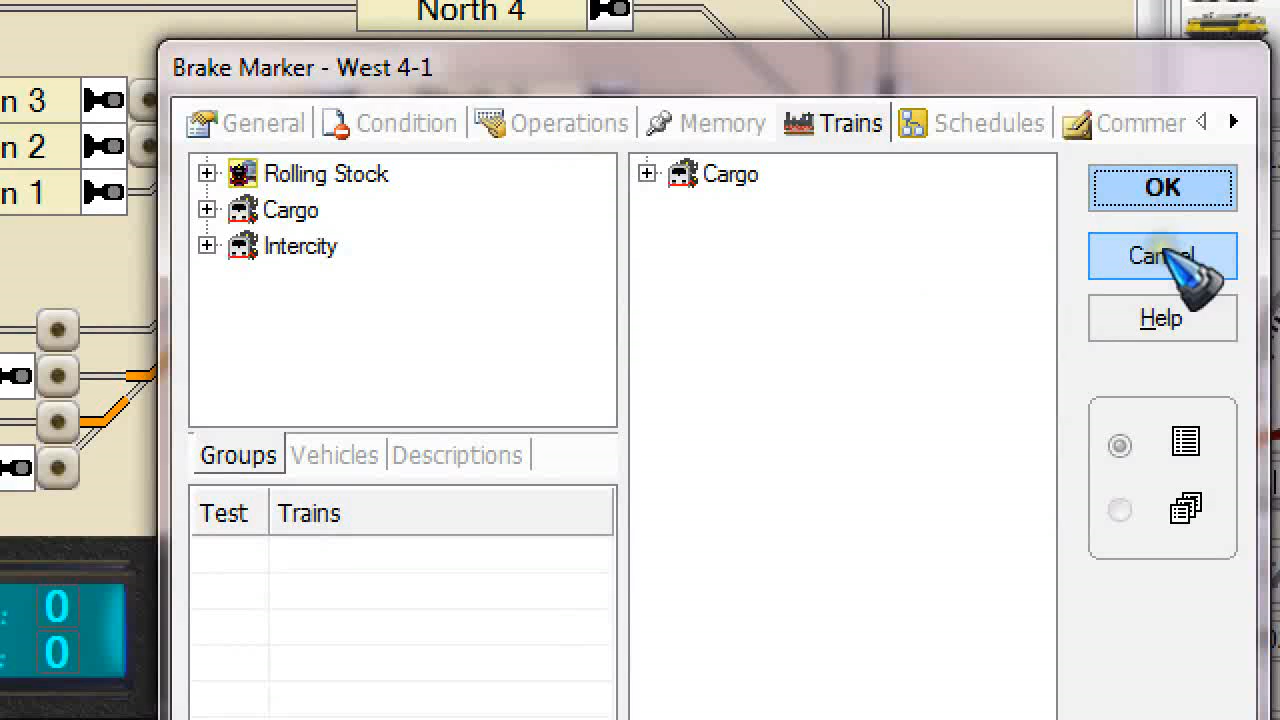 North 4
Brake Marker - West 4-1
n 3
n 2
n 1
General Condition Operations Memory Trains Schedules Commer
Rolling Stock
Cargo
Intercity
Cargo
OK
Cancel
Help
Groups Vehicles Descriptions
Test Trains
: 0
: 0